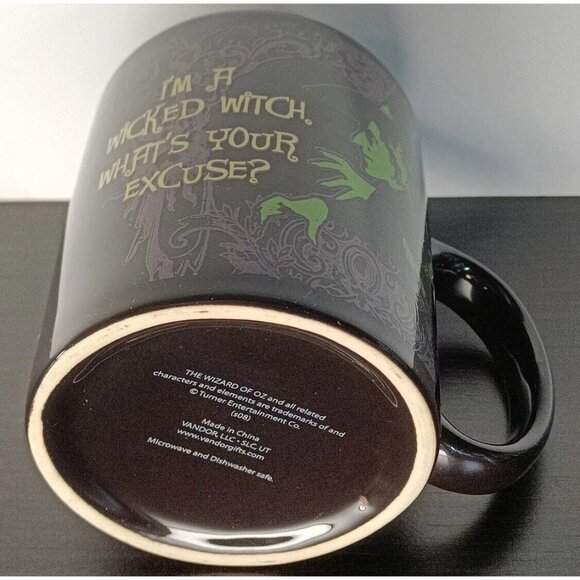 I'M A
WICKED WITCH.
WHAT'S YOUR
EXCUSE?
THE WIZARD OF OZ and all related
characters and elements are trademarks of and
© Turner Entertainment Co.
(s08)
Made in China
VANDOR, LLC • SLC, UT
www.vandorgifts.com
Microwave and Dishwasher safe.